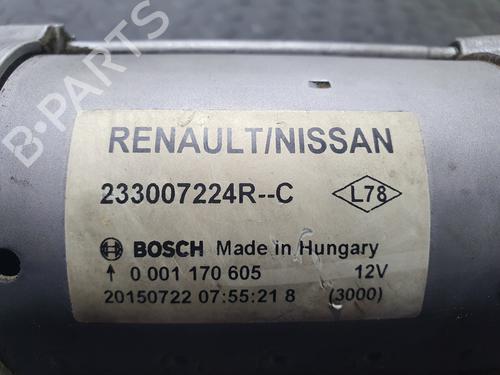 RENAULT/NISSAN
233007224R--C L78
BOSCH Made in Hungary
↑ 0 001 170 605 12V
20150722 07:55:21 8 (3000)
B-PARTS